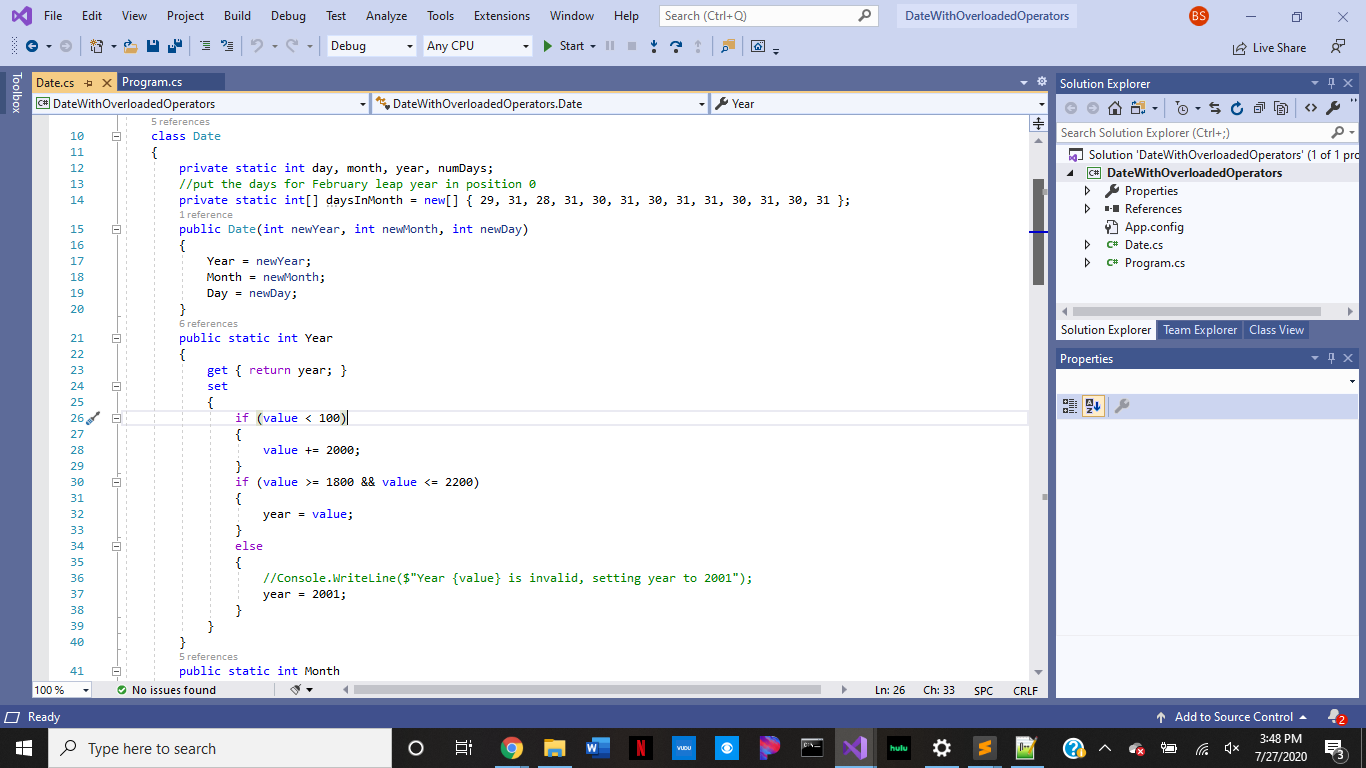 File Edit View Project Build Debug Test Analyze Tools Extensions Window Help Search (Ctrl+Q) DateWithOverloadedOperators BS
Debug Any CPU Start Live Share
Toolbox
Date.cs Program.cs
DateWithOverloadedOperators DateWithOverloadedOperators.Date Year
5 references
10 class Date
11 {
12 private static int day, month, year, numDays;
13 //put the days for February leap year in position 0
14 private static int[] daysInMonth = new[] { 29, 31, 28, 31, 30, 31, 30, 31, 31, 30, 31, 30, 31 };
1 reference
15 public Date(int newYear, int newMonth, int newDay)
16 {
17 Year = newYear;
18 Month = newMonth;
19 Day = newDay;
20 }
6 references
21 public static int Year
22 {
23 get { return year; }
24 set
25 {
26 if (value < 100)
27 {
28 value += 2000;
29 }
30 if (value >= 1800 && value <= 2200)
31 {
32 year = value;
33 }
34 else
35 {
36 //Console.WriteLine($"Year {value} is invalid, setting year to 2001");
37 year = 2001;
38 }
39 }
40 }
5 references
41 public static int Month
100 % No issues found Ln: 26 Ch: 33 SPC CRLF
Solution Explorer
Search Solution Explorer (Ctrl+;)
Solution 'DateWithOverloadedOperators' (1 of 1 pro
C# DateWithOverloadedOperators
Properties
References
App.config
C# Date.cs
C# Program.cs
Solution Explorer Team Explorer Class View
Properties
Ready Add to Source Control 2
Type here to search
W N VUDU hulu
3:48 PM
7/27/2020
3